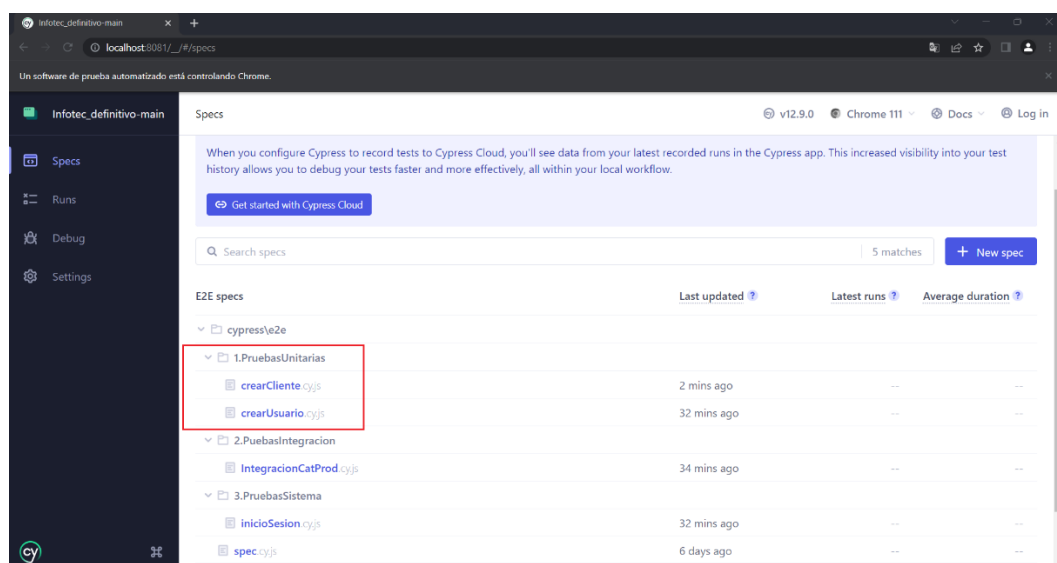 Infotec_definitivo-main
localhost:8081/__/#/specs
Un software de prueba automatizado está controlando Chrome.
Infotec_definitivo-main
Specs
v12.9.0
Chrome 111
Docs
Log in
Specs
Runs
Debug
Settings
cy
When you configure Cypress to record tests to Cypress Cloud, you'll see data from your latest recorded runs in the Cypress app. This increased visibility into your test
history allows you to debug your tests faster and more effectively, all within your local workflow.
Get started with Cypress Cloud
Search specs
5 matches
+ New spec
E2E specs
Last updated ?
Latest runs ?
Average duration ?
cypress\e2e
1.PruebasUnitarias
crearCliente.cy.js 2 mins ago -- --
crearUsuario.cy.js 32 mins ago -- --
2.PuebasIntegracion
IntegracionCatProd.cy.js 34 mins ago -- --
3.PruebasSistema
inicioSesion.cy.js 32 mins ago -- --
spec.cy.js 6 days ago -- --